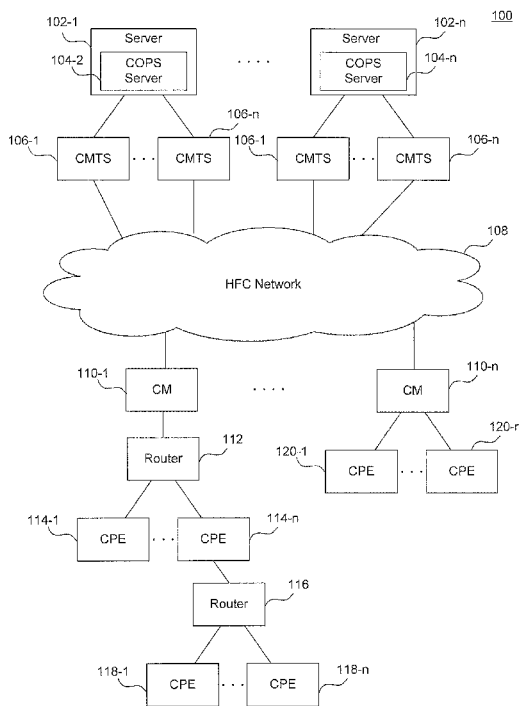 100
102-1
Server
Server
102-n
104-2
COPS
Server
COPS
Server
104-n
106-n
106-1
CMTS
CMTS
106-1
CMTS
CMTS
106-n
108
HFC Network
110-1
CM
CM
110-n
Router
112
120-1
CPE
CPE
120-r
114-1
CPE
CPE
114-n
Router
116
118-1
CPE
CPE
118-n